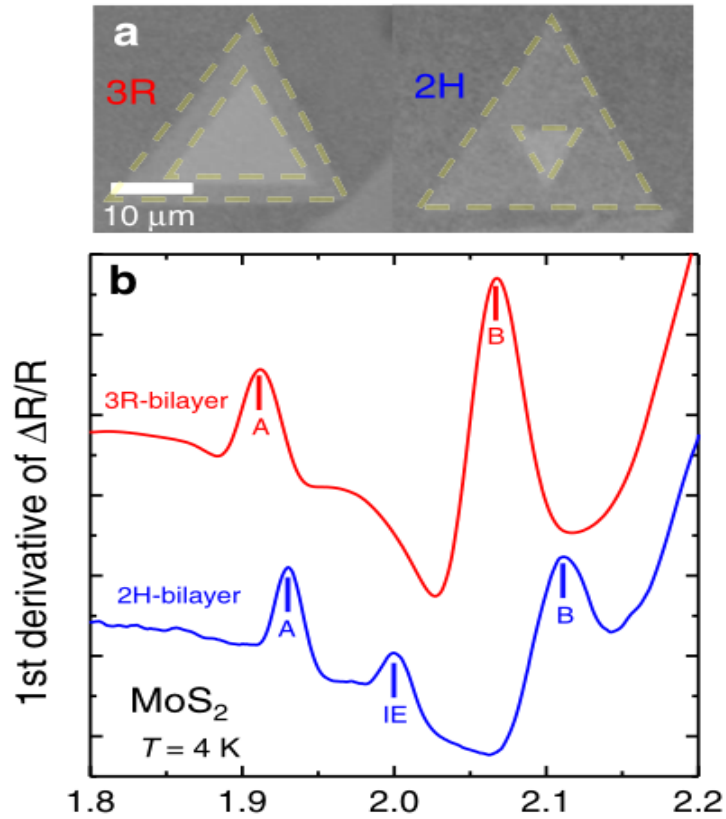 a
3R
2H
10 μm
b
B
3R-bilayer
A
2H-bilayer
A
B
IE
MoS₂
T = 4 K
1st derivative of ΔR/R
1.8 1.9 2.0 2.1 2.2